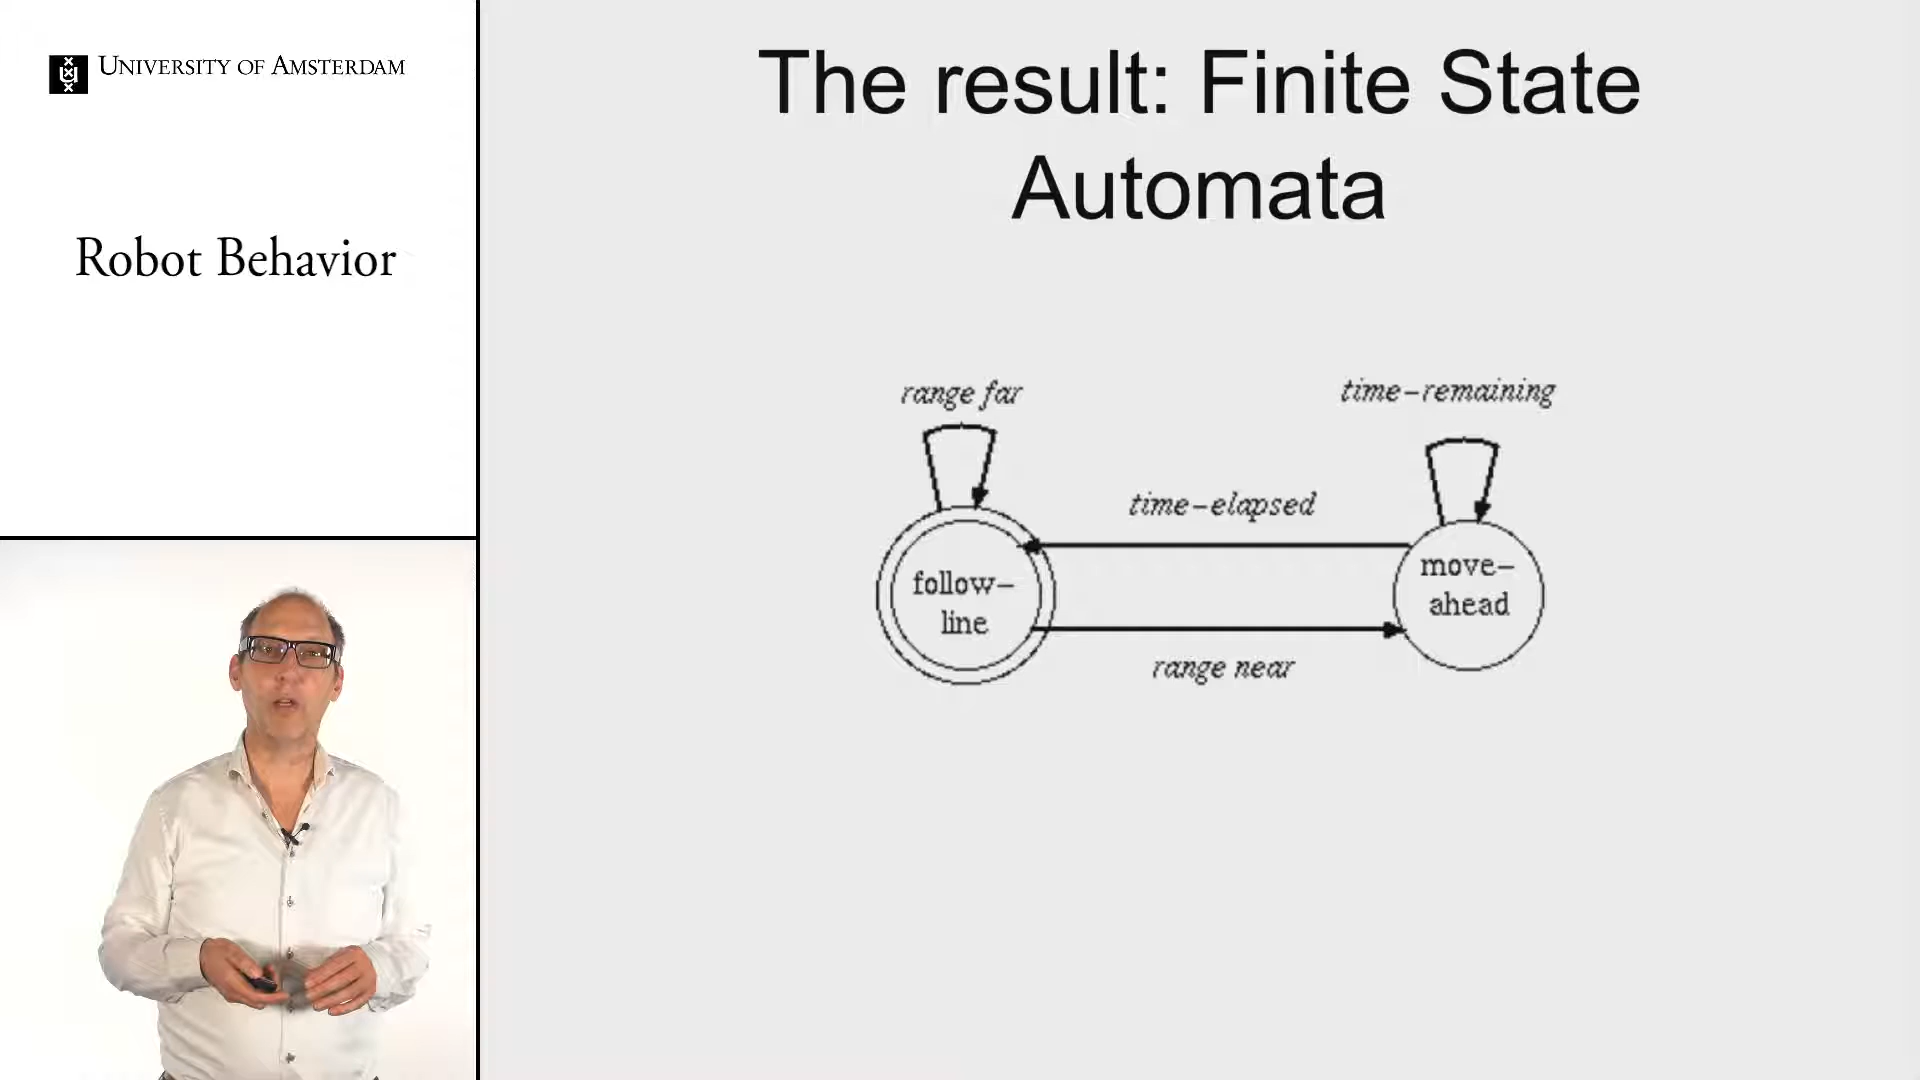 UNIVERSITY OF AMSTERDAM
Robot Behavior
The result: Finite State
Automata
range far
time-remaining
time-elapsed
follow-
line
move-
ahead
range near